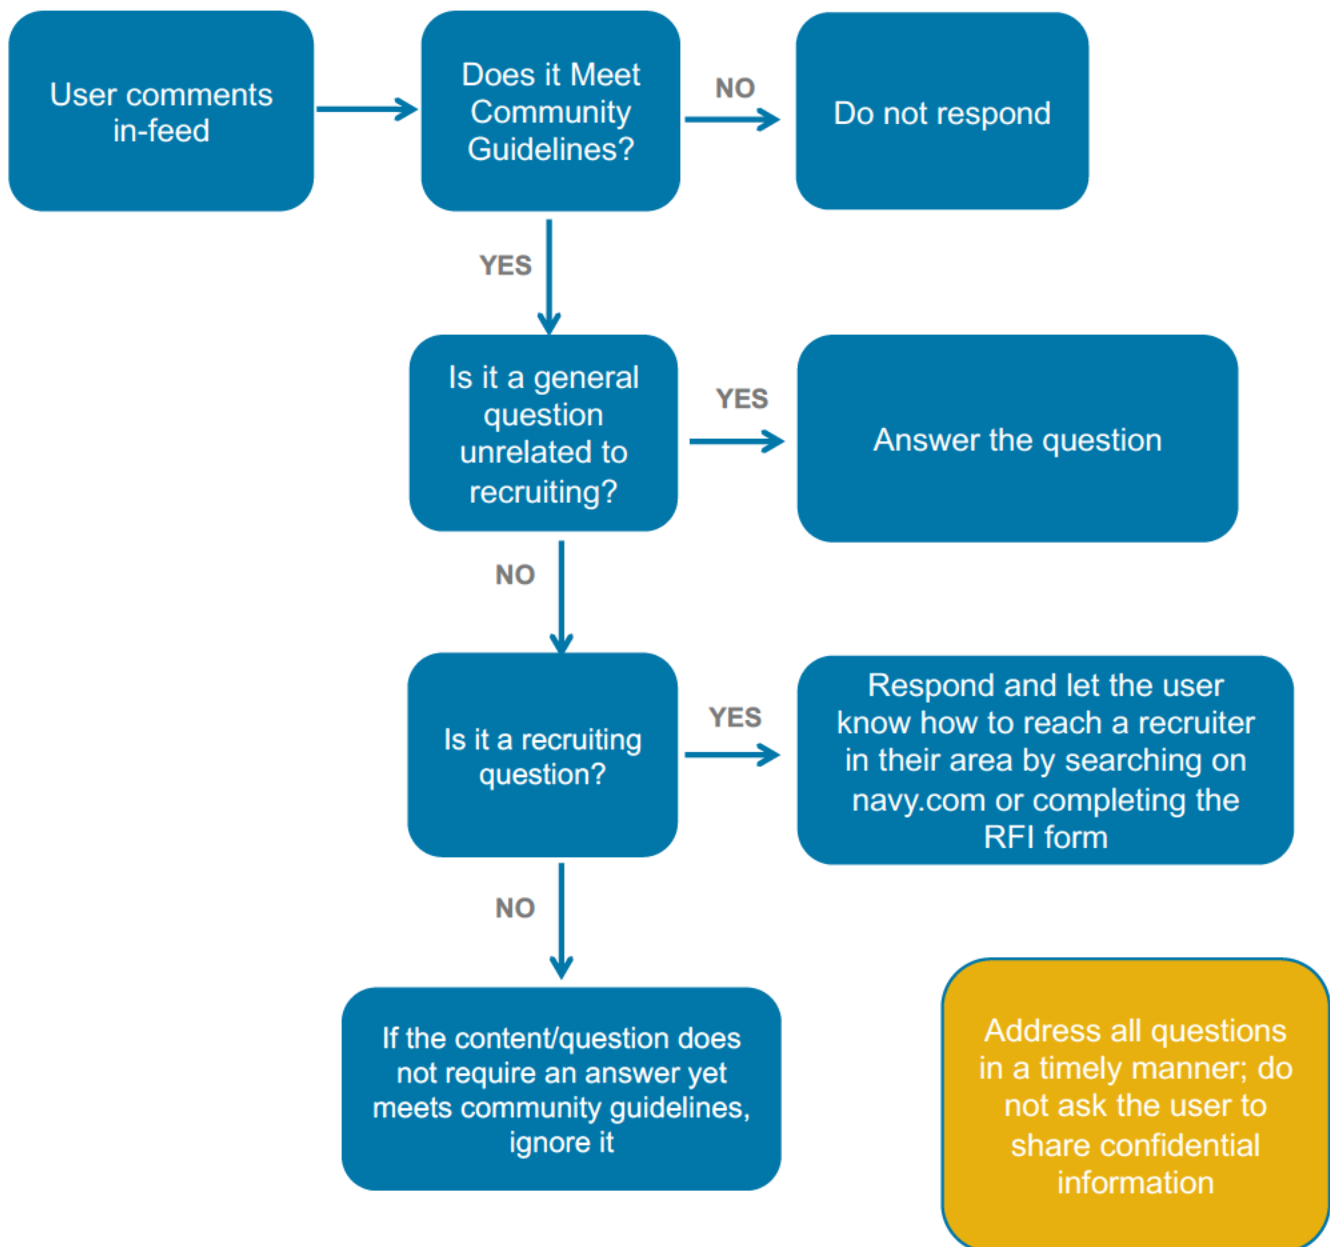 User comments
in-feed
Does it Meet
Community
Guidelines?
NO
Do not respond
YES
Is it a general
question
unrelated to
recruiting?
YES
Answer the question
NO
Is it a recruiting
question?
YES
Respond and let the user
know how to reach a recruiter
in their area by searching on
navy.com or completing the
RFI form
NO
If the content/question does
not require an answer yet
meets community guidelines,
ignore it
Address all questions
in a timely manner; do
not ask the user to
share confidential
information